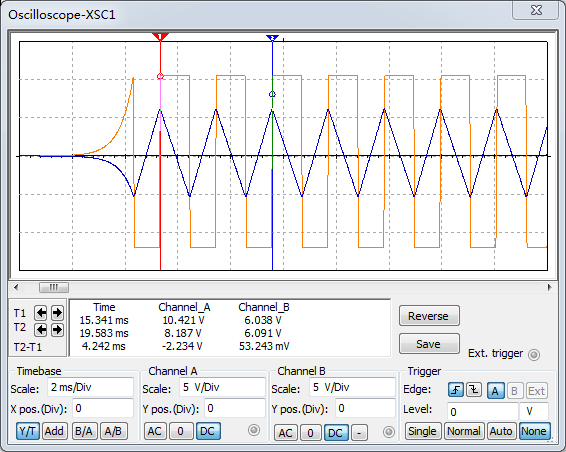 Oscilloscope-XSC1
1
2
Time Channel_A Channel_B
T1 15.341 ms 10.421 V 6.038 V
T2 19.583 ms 8.187 V 6.091 V
T2-T1 4.242 ms -2.234 V 53.243 mV
Reverse
Save
Ext. trigger
Timebase
Scale: 2 ms/Div
X pos.(Div): 0
Y/T Add B/A A/B
Channel A
Scale: 5 V/Div
Y pos.(Div): 0
AC 0 DC
Channel B
Scale: 5 V/Div
Y pos.(Div): 0
AC 0 DC -
Trigger
Edge: A B Ext
Level: 0 V
Single Normal Auto None